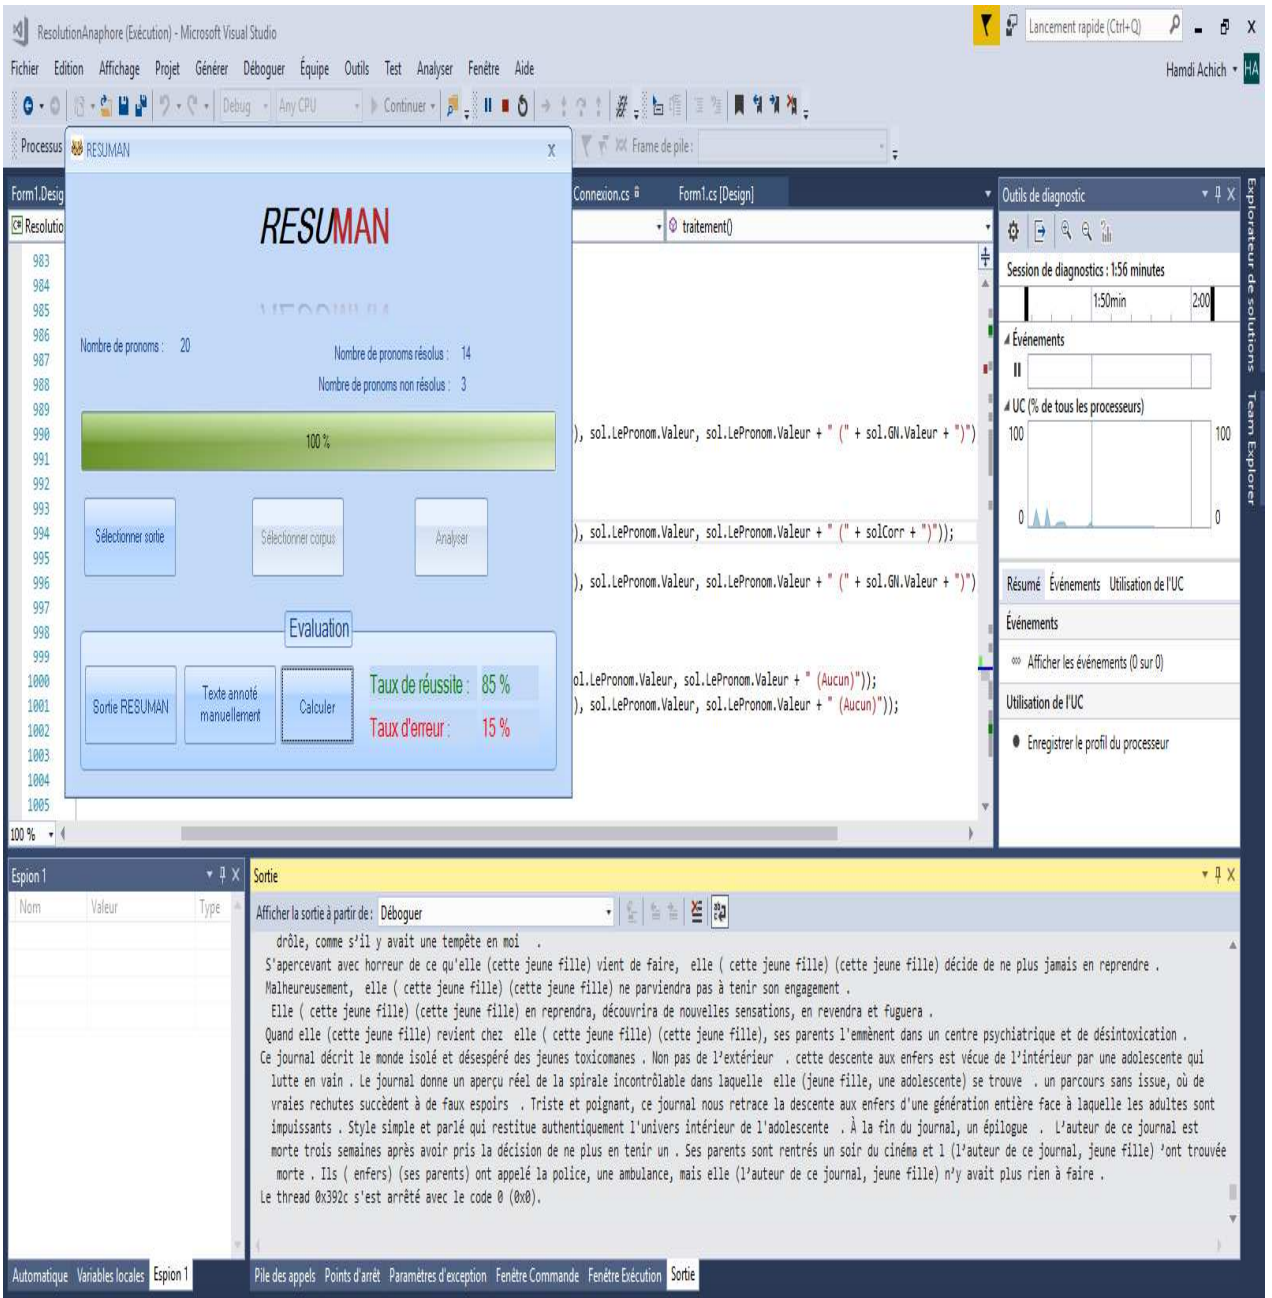 ResolutionAnaphore (Exécution) - Microsoft Visual Studio
Lancement rapide (Ctrl+Q)
Fichier Edition Affichage Projet Générer Déboguer Équipe Outils Test Analyser Fenêtre Aide
Hamdi Achich HA
Debug Any CPU Continuer
Processus
Frame de pile :
RESUMAN X
RESUMAN
Nombre de pronoms : 20
Nombre de pronoms résolus : 14
Nombre de pronoms non résolus : 3
100 %
Sélectionner sortie
Sélectionner corpus
Analyser
Evaluation
Sortie RESUMAN
Texte annoté manuellement
Calculer
Taux de réussite : 85 %
Taux d'erreur : 15 %
Form1.Desig
Connexion.cs
Form1.cs [Design]
C# Resolutio
traitement()
983
984
985
986
987
988
989
990 ), sol.LePronom.Valeur, sol.LePronom.Valeur + " (" + sol.GN.Valeur + ")")
991
992
993
994 ), sol.LePronom.Valeur, sol.LePronom.Valeur + " (" + solCorr + ")"));
995
996 ), sol.LePronom.Valeur, sol.LePronom.Valeur + " (" + sol.GN.Valeur + ")")
997
998
999
1000 ol.LePronom.Valeur, sol.LePronom.Valeur + " (Aucun)"));
1001 ), sol.LePronom.Valeur, sol.LePronom.Valeur + " (Aucun)"));
1002
1003
1004
1005
100 %
Outils de diagnostic
Session de diagnostics : 1:56 minutes
1:50min 2:00
Événements
UC (% de tous les processeurs)
100 100
0 0
Résumé Événements Utilisation de l'UC
Événements
Afficher les événements (0 sur 0)
Utilisation de l'UC
Enregistrer le profil du processeur
Explorateur de solutions
Team Explorer
Espion 1
Nom Valeur Type
Automatique Variables locales Espion 1
Sortie
Afficher la sortie à partir de : Déboguer
drôle, comme s’il y avait une tempête en moi .
S'apercevant avec horreur de ce qu'elle (cette jeune fille) vient de faire, elle ( cette jeune fille) (cette jeune fille) décide de ne plus jamais en reprendre .
Malheureusement, elle ( cette jeune fille) (cette jeune fille) ne parviendra pas à tenir son engagement .
Elle ( cette jeune fille) (cette jeune fille) en reprendra, découvrira de nouvelles sensations, en revendra et fuguera .
Quand elle (cette jeune fille) revient chez elle ( cette jeune fille) (cette jeune fille), ses parents l'emmènent dans un centre psychiatrique et de désintoxication .
Ce journal décrit le monde isolé et désespéré des jeunes toxicomanes . Non pas de l’extérieur . cette descente aux enfers est vécue de l’intérieur par une adolescente qui
lutte en vain . Le journal donne un aperçu réel de la spirale incontrôlable dans laquelle elle (jeune fille, une adolescente) se trouve . un parcours sans issue, où de
vraies rechutes succèdent à de faux espoirs . Triste et poignant, ce journal nous retrace la descente aux enfers d'une génération entière face à laquelle les adultes sont
impuissants . Style simple et parlé qui restitue authentiquement l'univers intérieur de l'adolescente . À la fin du journal, un épilogue . L’auteur de ce journal est
morte trois semaines après avoir pris la décision de ne plus en tenir un . Ses parents sont rentrés un soir du cinéma et l (l’auteur de ce journal, jeune fille) ’ont trouvée
morte . Ils ( enfers) (ses parents) ont appelé la police, une ambulance, mais elle (l’auteur de ce journal, jeune fille) n’y avait plus rien à faire .
Le thread 0x392c s'est arrêté avec le code 0 (0x0).
Pile des appels Points d'arrêt Paramètres d'exception Fenêtre Commande Fenêtre Exécution Sortie